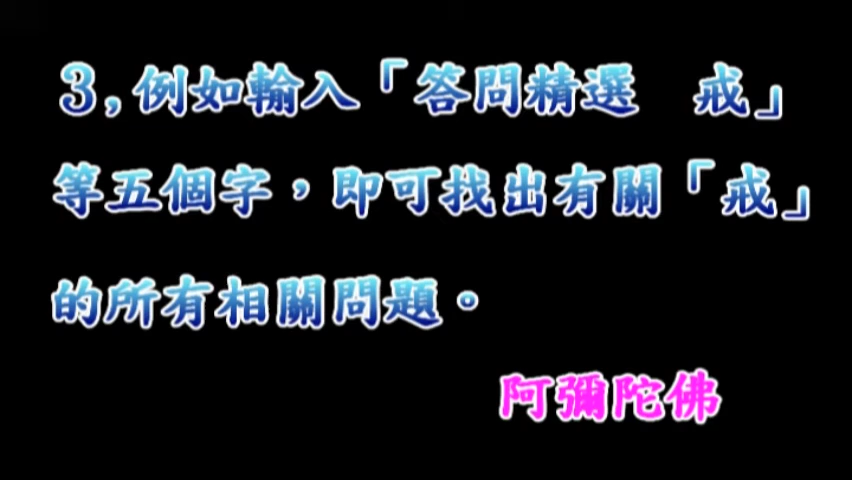 3,例如輸入「答問精選　戒」
等五個字，即可找出有關「戒」
的所有相關問題。
阿彌陀佛